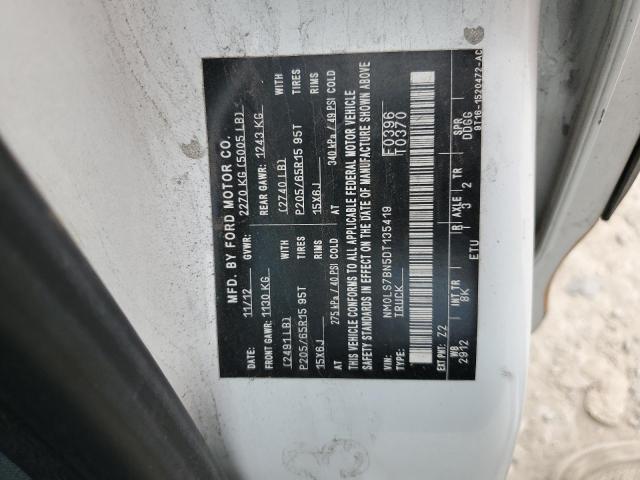 MFD. BY FORD MOTOR CO.
DATE: 11/12 GVWR: 2270 KG (5005 LB)
FRONT GAWR: 1130 KG REAR GAWR: 1243 KG
(2491 LB) WITH (2740 LB) WITH
P205/65R15 95T TIRES P205/65R15 95T TIRES
15X6J RIMS 15X6J RIMS
AT 275 kPa / 40 PSI COLD AT 340 kPa / 49 PSI COLD
THIS VEHICLE CONFORMS TO ALL APPLICABLE FEDERAL MOTOR VEHICLE
SAFETY STANDARDS IN EFFECT ON THE DATE OF MANUFACTURE SHOWN ABOVE
VIN: NM0LS7BN5DT135419 F0396
TYPE: TRUCK T0370
EXT PNT: Z2
WB INT TR B AXLE TR SPR
2912 8K I 3 2 DDGG
ETU 9T16-1520472-AC